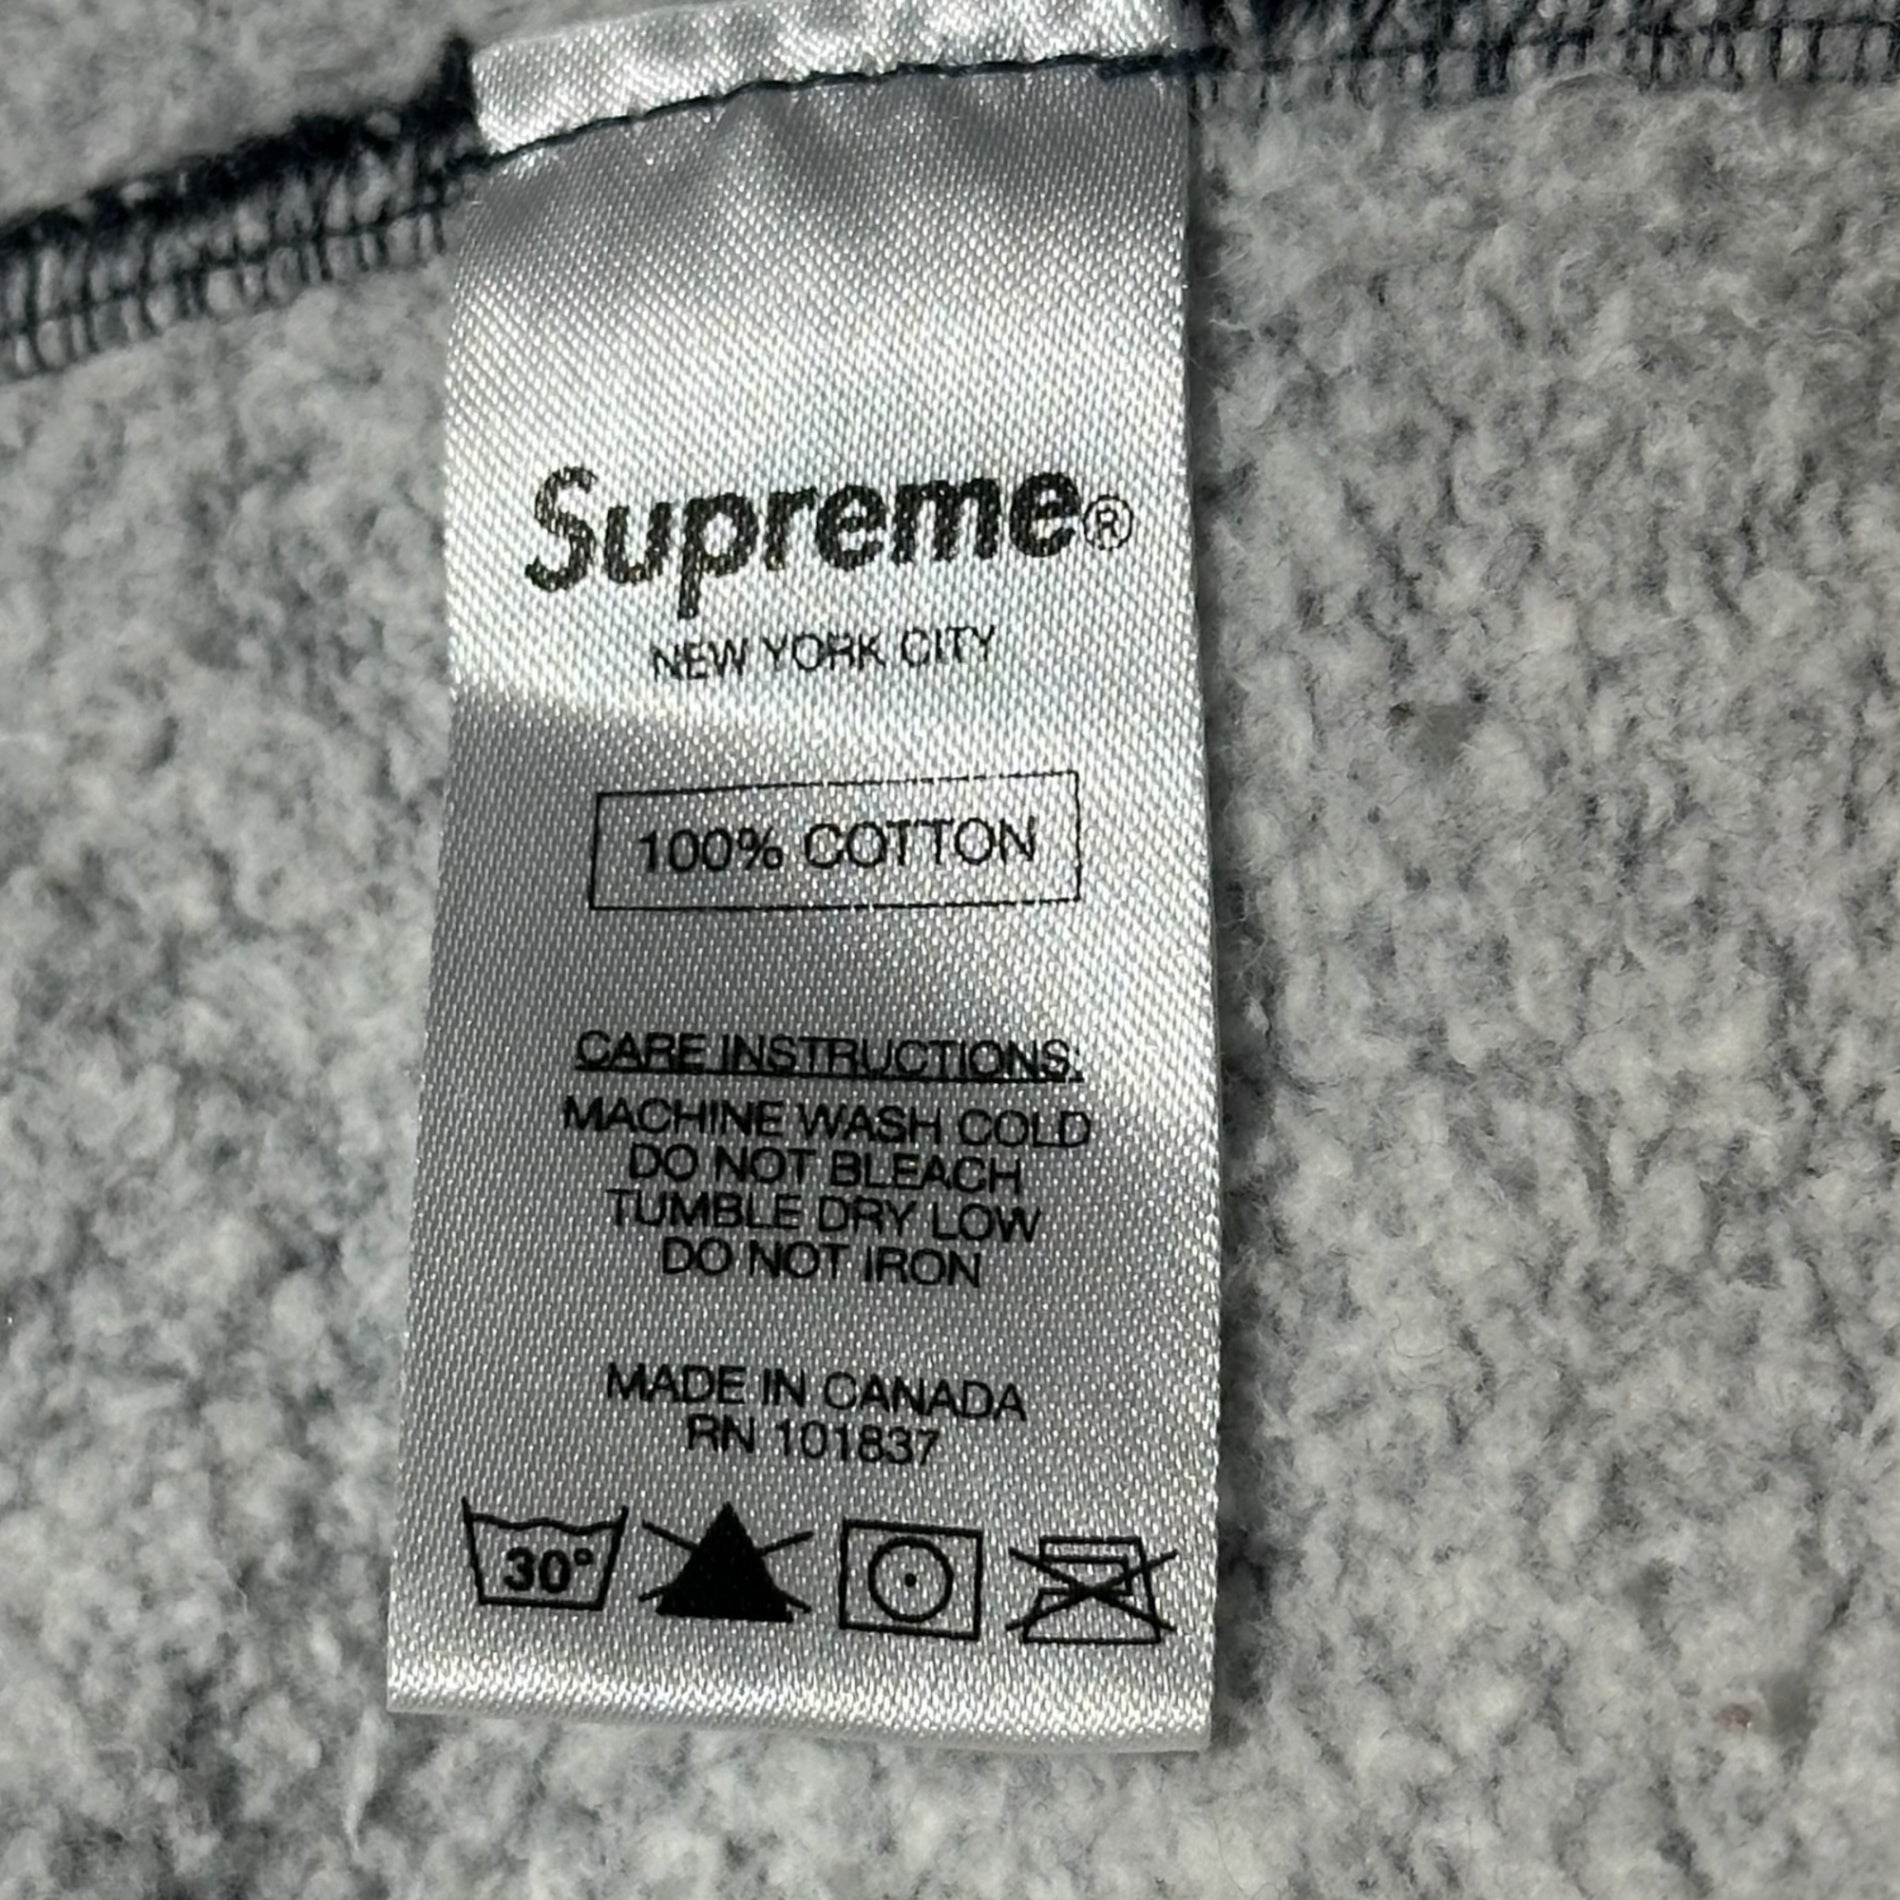 Supreme®
NEW YORK CITY
100% COTTON
CARE INSTRUCTIONS:
MACHINE WASH COLD
DO NOT BLEACH
TUMBLE DRY LOW
DO NOT IRON
MADE IN CANADA
RN 101837
30°